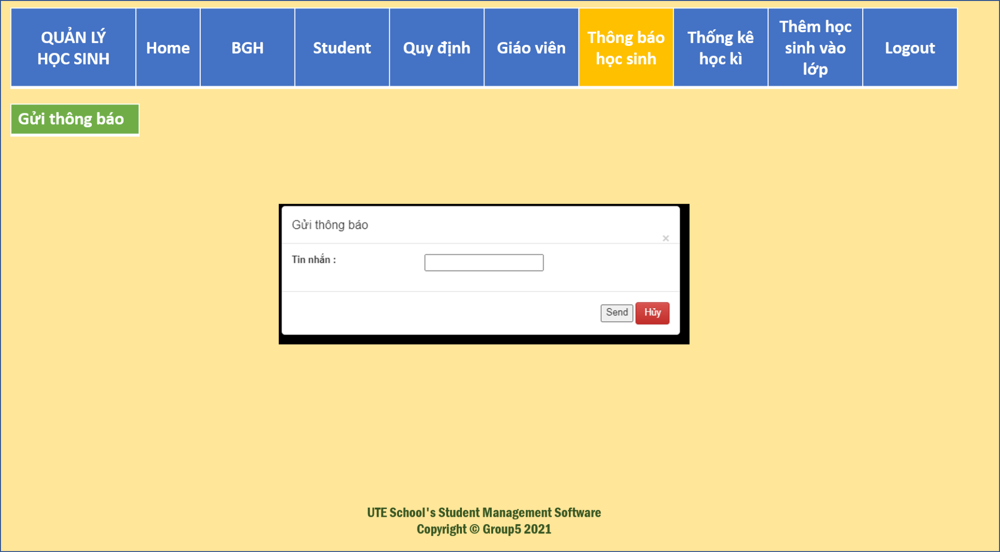 QUẢN LÝ
HỌC SINH
Home
BGH
Student
Quy định
Giáo viên
Thông báo
học sinh
Thống kê
học kì
Thêm học
sinh vào
lớp
Logout
Gửi thông báo
Gửi thông báo
×
Tin nhắn :
Send
Hủy
UTE School's Student Management Software
Copyright © Group5 2021